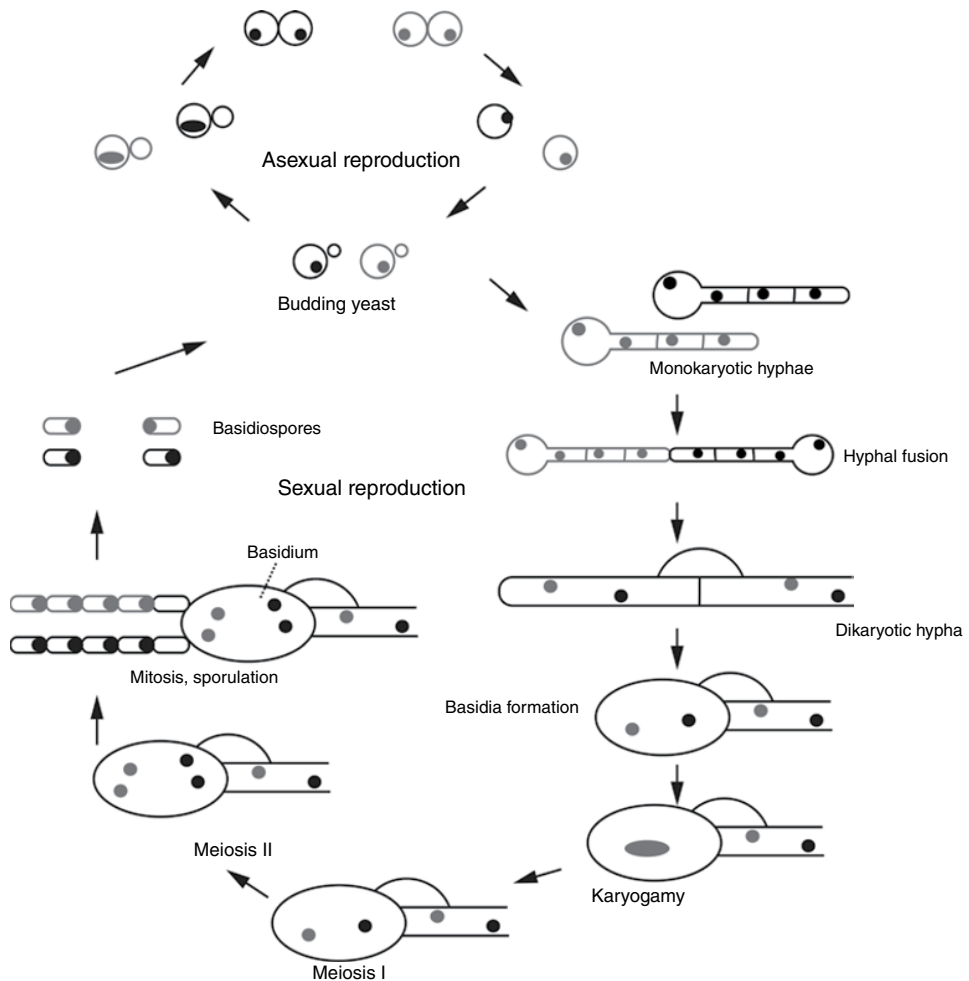 Asexual reproduction
Budding yeast
Monokaryotic hyphae
Basidiospores
Hyphal fusion
Sexual reproduction
Basidium
Dikaryotic hypha
Mitosis, sporulation
Basidia formation
Meiosis II
Karyogamy
Meiosis I